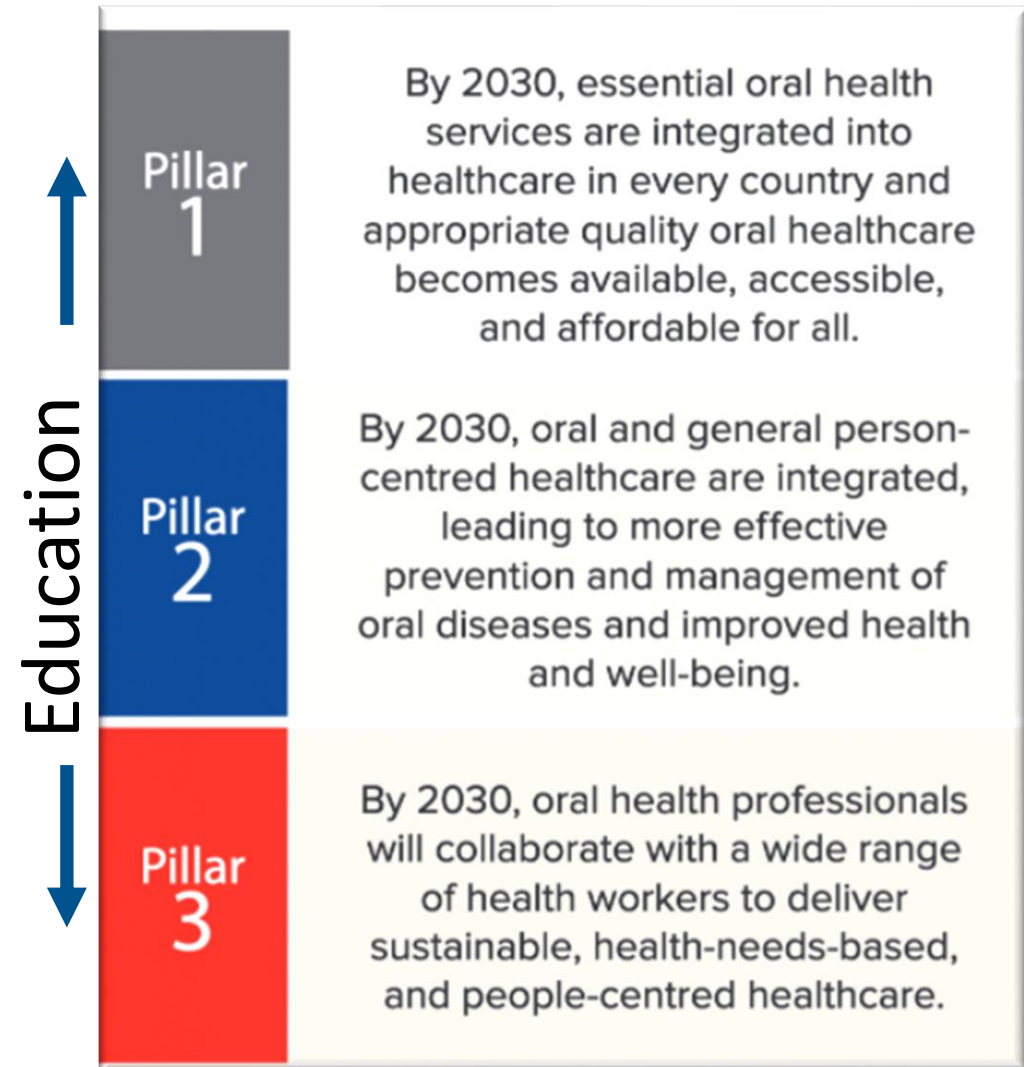 Education
Pillar
1
By 2030, essential oral health
services are integrated into
healthcare in every country and
appropriate quality oral healthcare
becomes available, accessible,
and affordable for all.
Pillar
2
By 2030, oral and general person-
centred healthcare are integrated,
leading to more effective
prevention and management of
oral diseases and improved health
and well-being.
Pillar
3
By 2030, oral health professionals
will collaborate with a wide range
of health workers to deliver
sustainable, health-needs-based,
and people-centred healthcare.